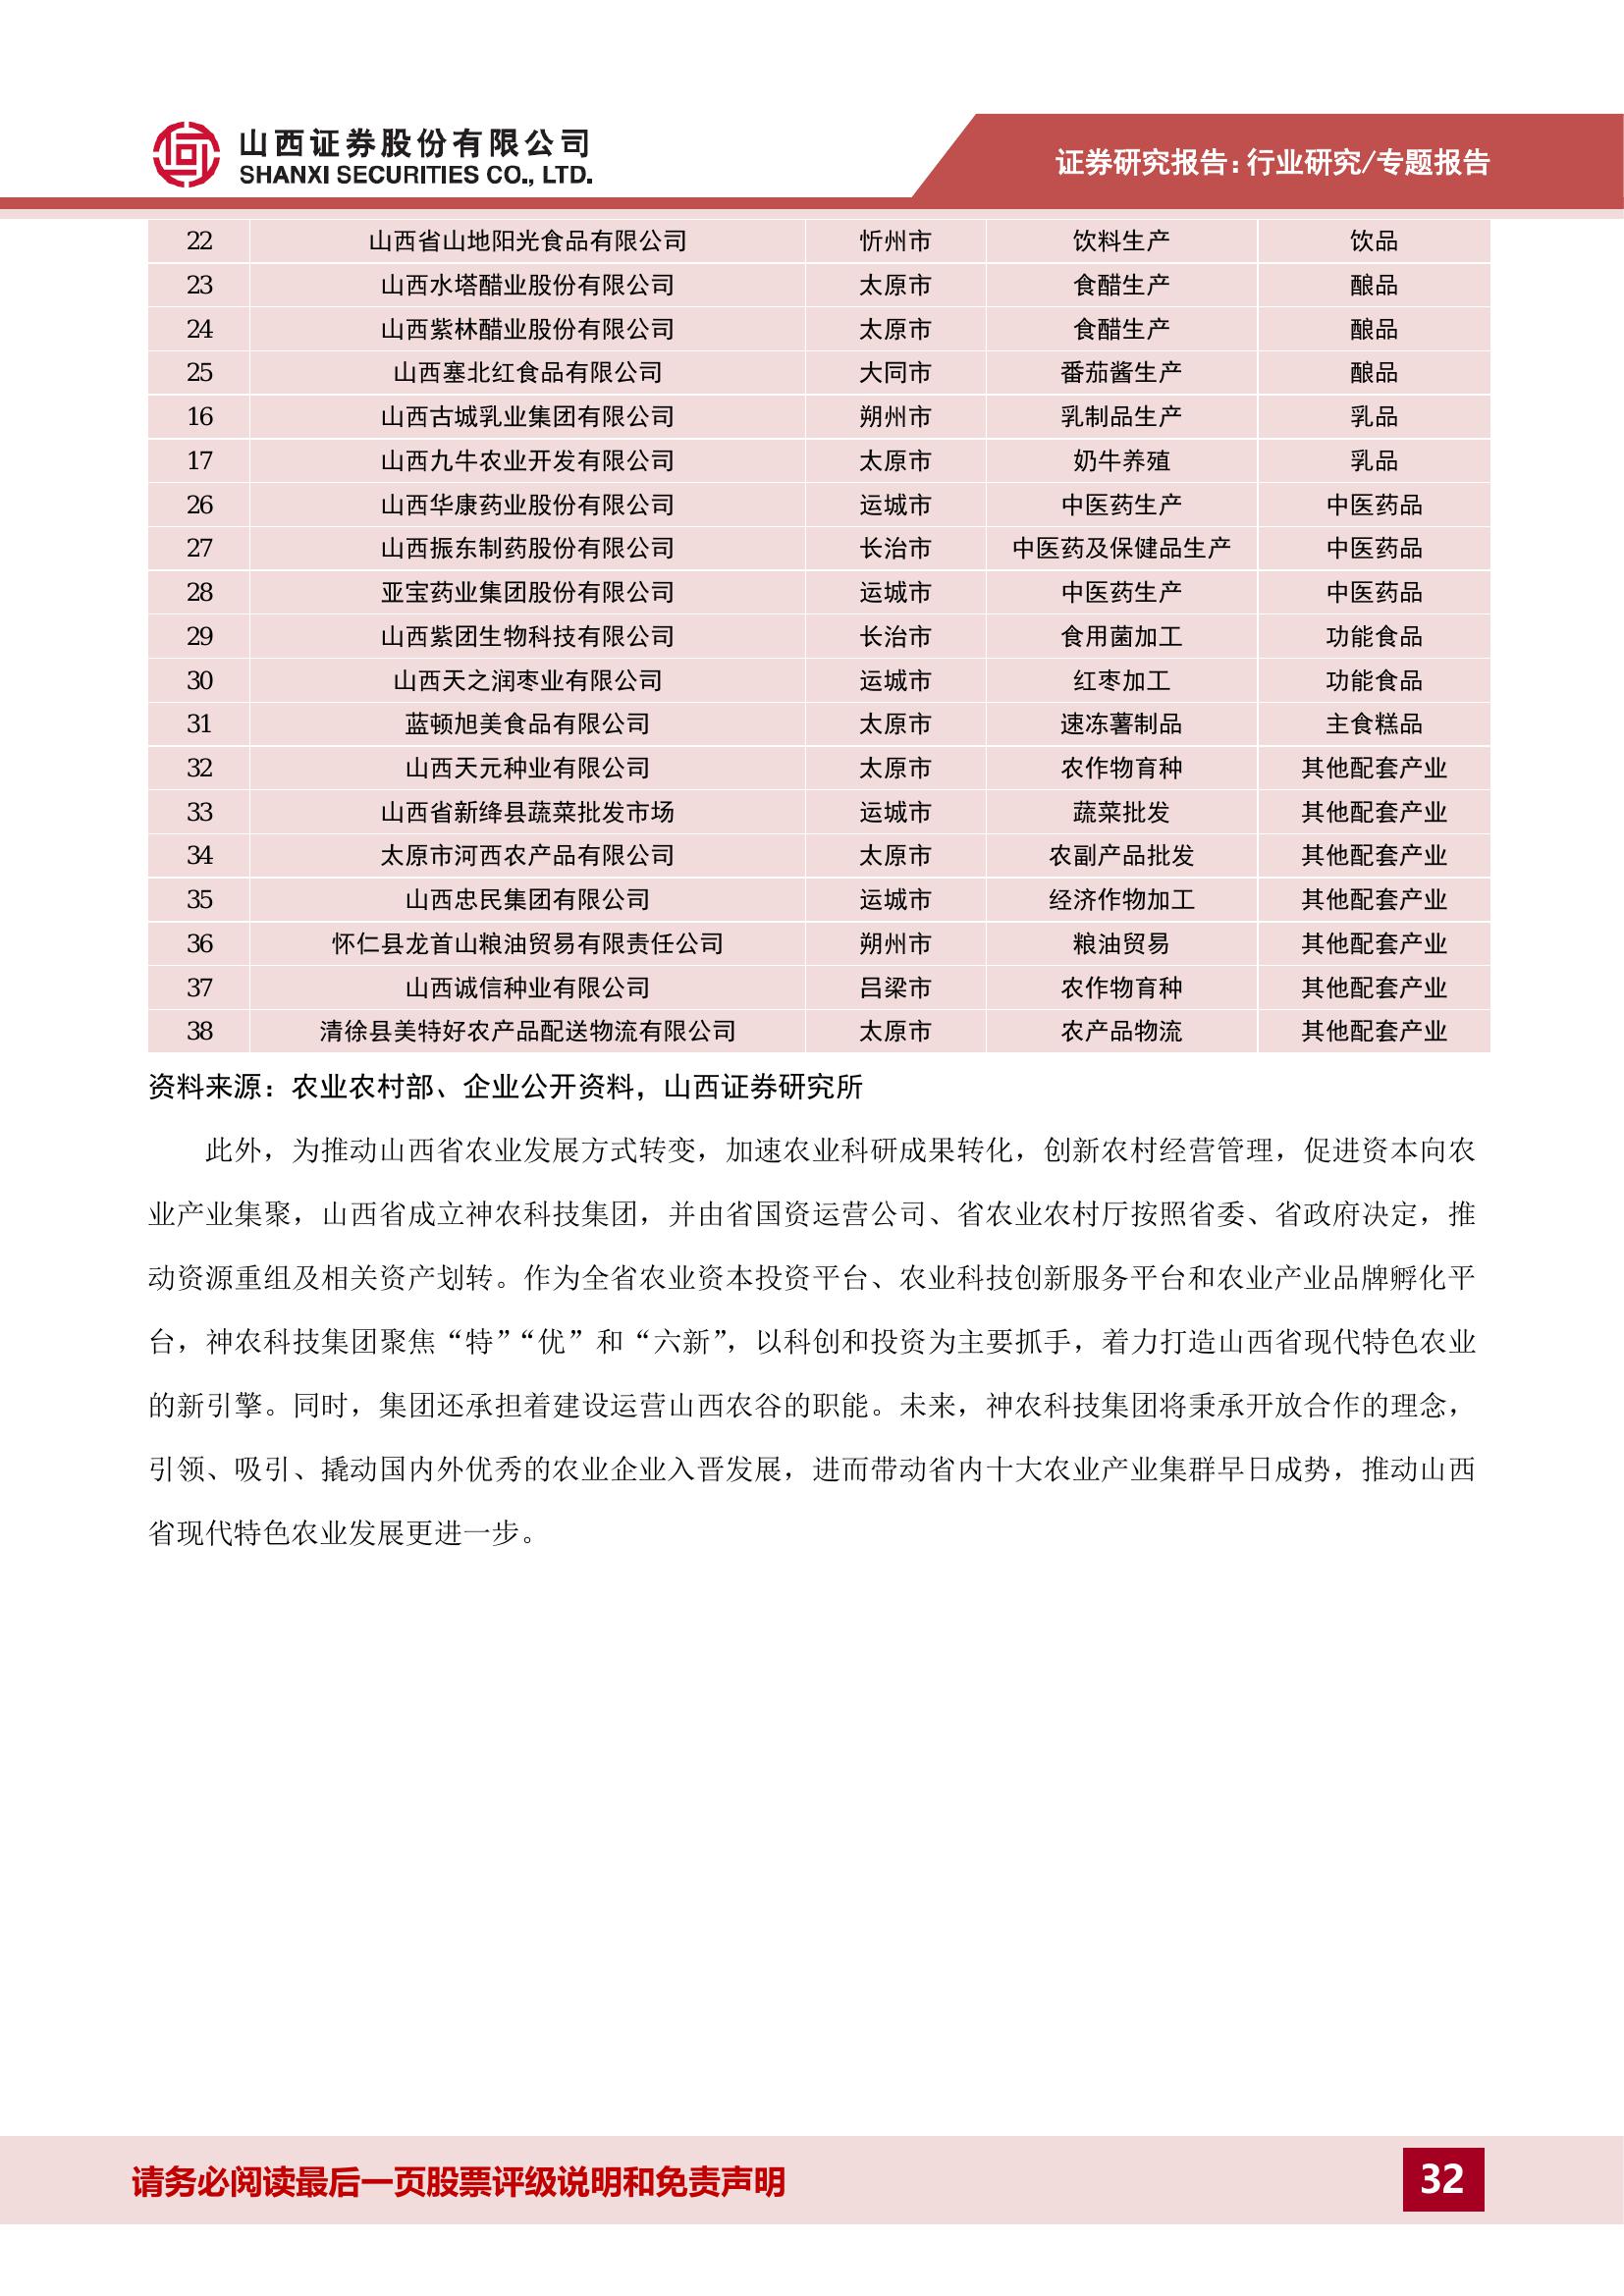 山西证券股份有限公司
SHANXI SECURITIES CO., LTD.
证券研究报告：行业研究/专题报告
22 山西省山地阳光食品有限公司 忻州市 饮料生产 饮品
23 山西水塔醋业股份有限公司 太原市 食醋生产 酿品
24 山西紫林醋业股份有限公司 太原市 食醋生产 酿品
25 山西塞北红食品有限公司 大同市 番茄酱生产 酿品
16 山西古城乳业集团有限公司 朔州市 乳制品生产 乳品
17 山西九牛农业开发有限公司 太原市 奶牛养殖 乳品
26 山西华康药业股份有限公司 运城市 中医药生产 中医药品
27 山西振东制药股份有限公司 长治市 中医药及保健品生产 中医药品
28 亚宝药业集团股份有限公司 运城市 中医药生产 中医药品
29 山西紫团生物科技有限公司 长治市 食用菌加工 功能食品
30 山西天之润枣业有限公司 运城市 红枣加工 功能食品
31 蓝顿旭美食品有限公司 太原市 速冻薯制品 主食糕品
32 山西天元种业有限公司 太原市 农作物育种 其他配套产业
33 山西省新绛县蔬菜批发市场 运城市 蔬菜批发 其他配套产业
34 太原市河西农产品有限公司 太原市 农副产品批发 其他配套产业
35 山西忠民集团有限公司 运城市 经济作物加工 其他配套产业
36 怀仁县龙首山粮油贸易有限责任公司 朔州市 粮油贸易 其他配套产业
37 山西诚信种业有限公司 吕梁市 农作物育种 其他配套产业
38 清徐县美特好农产品配送物流有限公司 太原市 农产品物流 其他配套产业
资料来源：农业农村部、企业公开资料，山西证券研究所
此外，为推动山西省农业发展方式转变，加速农业科研成果转化，创新农村经营管理，促进资本向农
业产业集聚，山西省成立神农科技集团，并由省国资运营公司、省农业农村厅按照省委、省政府决定，推
动资源重组及相关资产划转。作为全省农业资本投资平台、农业科技创新服务平台和农业产业品牌孵化平
台，神农科技集团聚焦“特”“优”和“六新”，以科创和投资为主要抓手，着力打造山西省现代特色农业
的新引擎。同时，集团还承担着建设运营山西农谷的职能。未来，神农科技集团将秉承开放合作的理念，
引领、吸引、撬动国内外优秀的农业企业入晋发展，进而带动省内十大农业产业集群早日成势，推动山西
省现代特色农业发展更进一步。
请务必阅读最后一页股票评级说明和免责声明
32